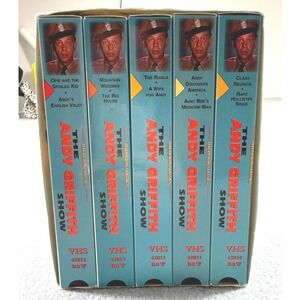 OPIE AND THE
SPOILED KID
• ANDY'S
ENGLISH VALET
THE
ANDY GRIFFITH
SHOW
VHS
B&W
MOUNTAIN
WEDDING
• THE BIG
HOUSE
THE
ANDY GRIFFITH
SHOW
VHS
B&W
THE RIVALS
• A WIFE
FOR ANDY
THE
ANDY GRIFFITH
SHOW
VHS
B&W
ANDY
DISCOVERS
AMERICA
• AUNT BEE'S
MEDICINE MAN
THE
ANDY GRIFFITH
SHOW
VHS
B&W
CLASS
REUNION
• RAFE
HOLLISTER
SINGS
THE
ANDY GRIFFITH
SHOW
VHS
B&W